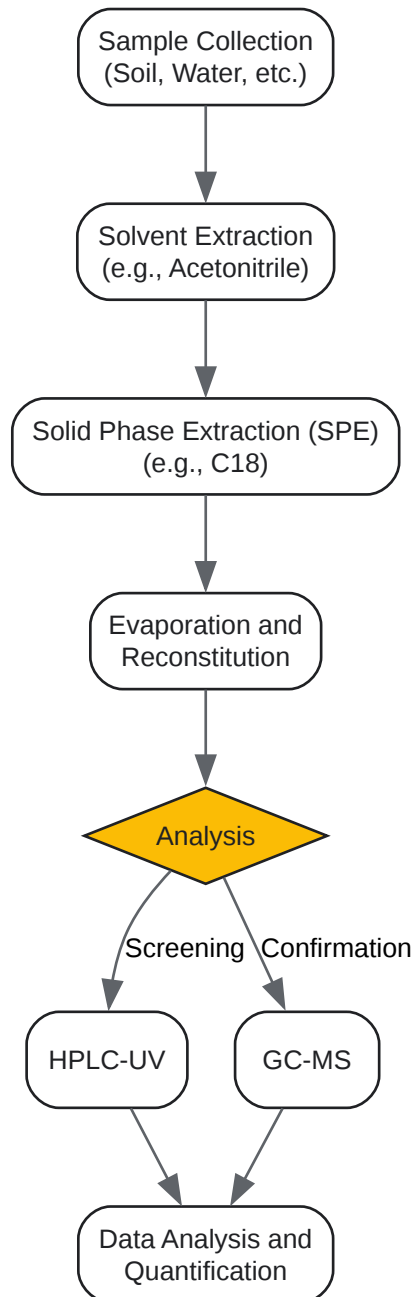 Sample Collection
(Soil, Water, etc.)
Solvent Extraction
(e.g., Acetonitrile)
Solid Phase Extraction (SPE)
(e.g., C18)
Evaporation and
Reconstitution
Analysis
Screening
Confirmation
HPLC-UV
GC-MS
Data Analysis and
Quantification